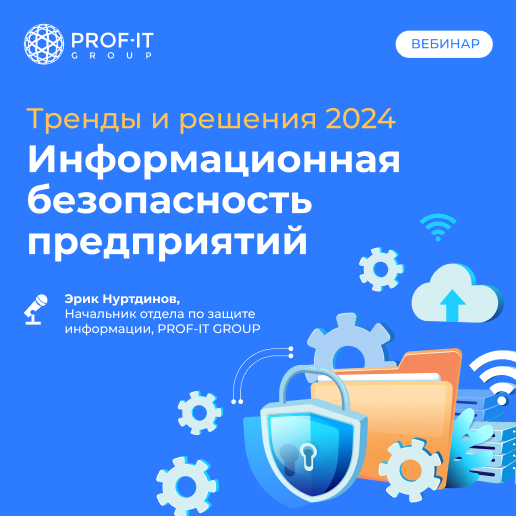 PROF-IT
GROUP
ВЕБИНАР
Тренды и решения 2024
Информационная
безопасность
предприятий
Эрик Нуртдинов,
Начальник отдела по защите
информации, PROF-IT GROUP